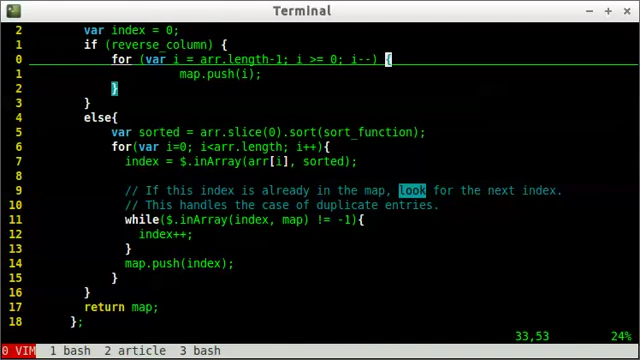 Terminal
2 var index = 0;
1 if (reverse_column) {
0 for (var i = arr.length-1; i >= 0; i--) {
1 map.push(i);
2 }
3 }
4 else{
5 var sorted = arr.slice(0).sort(sort_function);
6 for(var i=0; i<arr.length; i++){
7 index = $.inArray(arr[i], sorted);
8
9 // If this index is already in the map, look for the next index.
10 // This handles the case of duplicate entries.
11 while($.inArray(index, map) != -1){
12 index++;
13 }
14 map.push(index);
15 }
16 }
17 return map;
18 };
33,53 24%
0 VIM 1 bash 2 article 3 bash